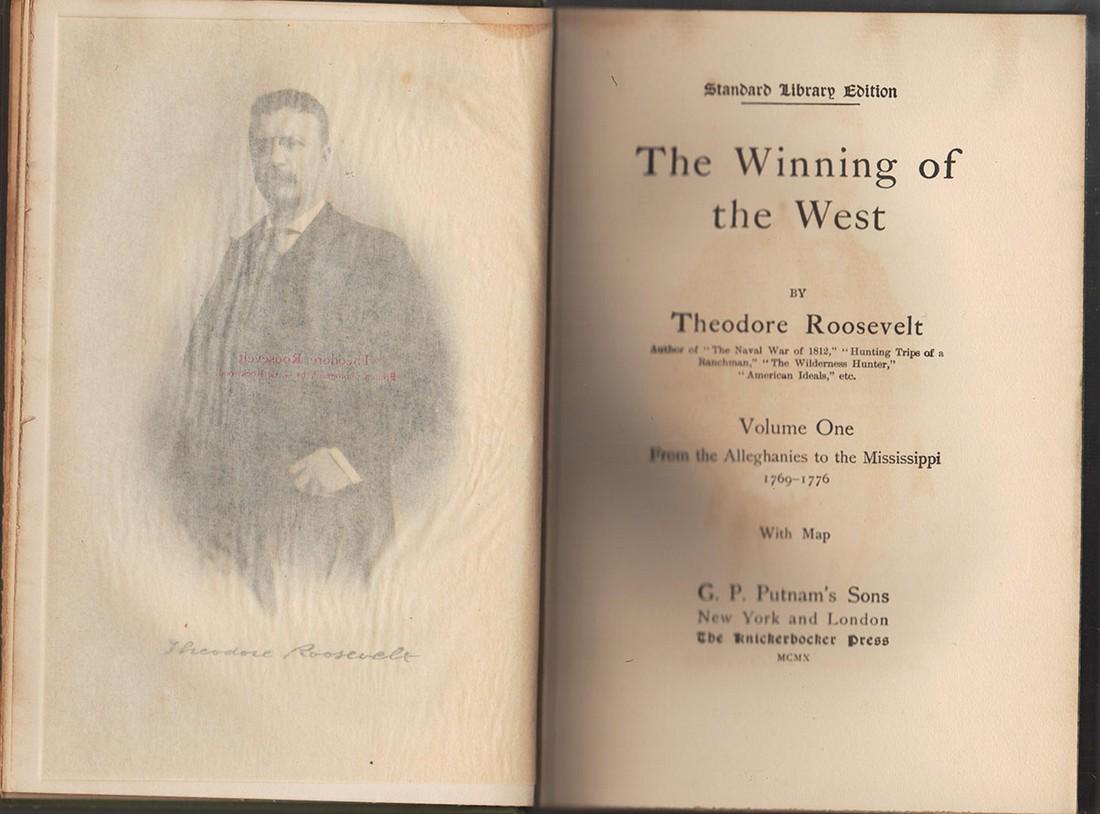 Theodore Roosevelt
Theodore Roosevelt
Standard Library Edition
The Winning of
the West
BY
Theodore Roosevelt
Author of "The Naval War of 1812," "Hunting Trips of a
Ranchman," "The Wilderness Hunter,"
"American Ideals," etc.
Volume One
From the Alleghanies to the Mississippi
1769–1776
With Map
G. P. Putnam's Sons
New York and London
The Knickerbocker Press
MCMX